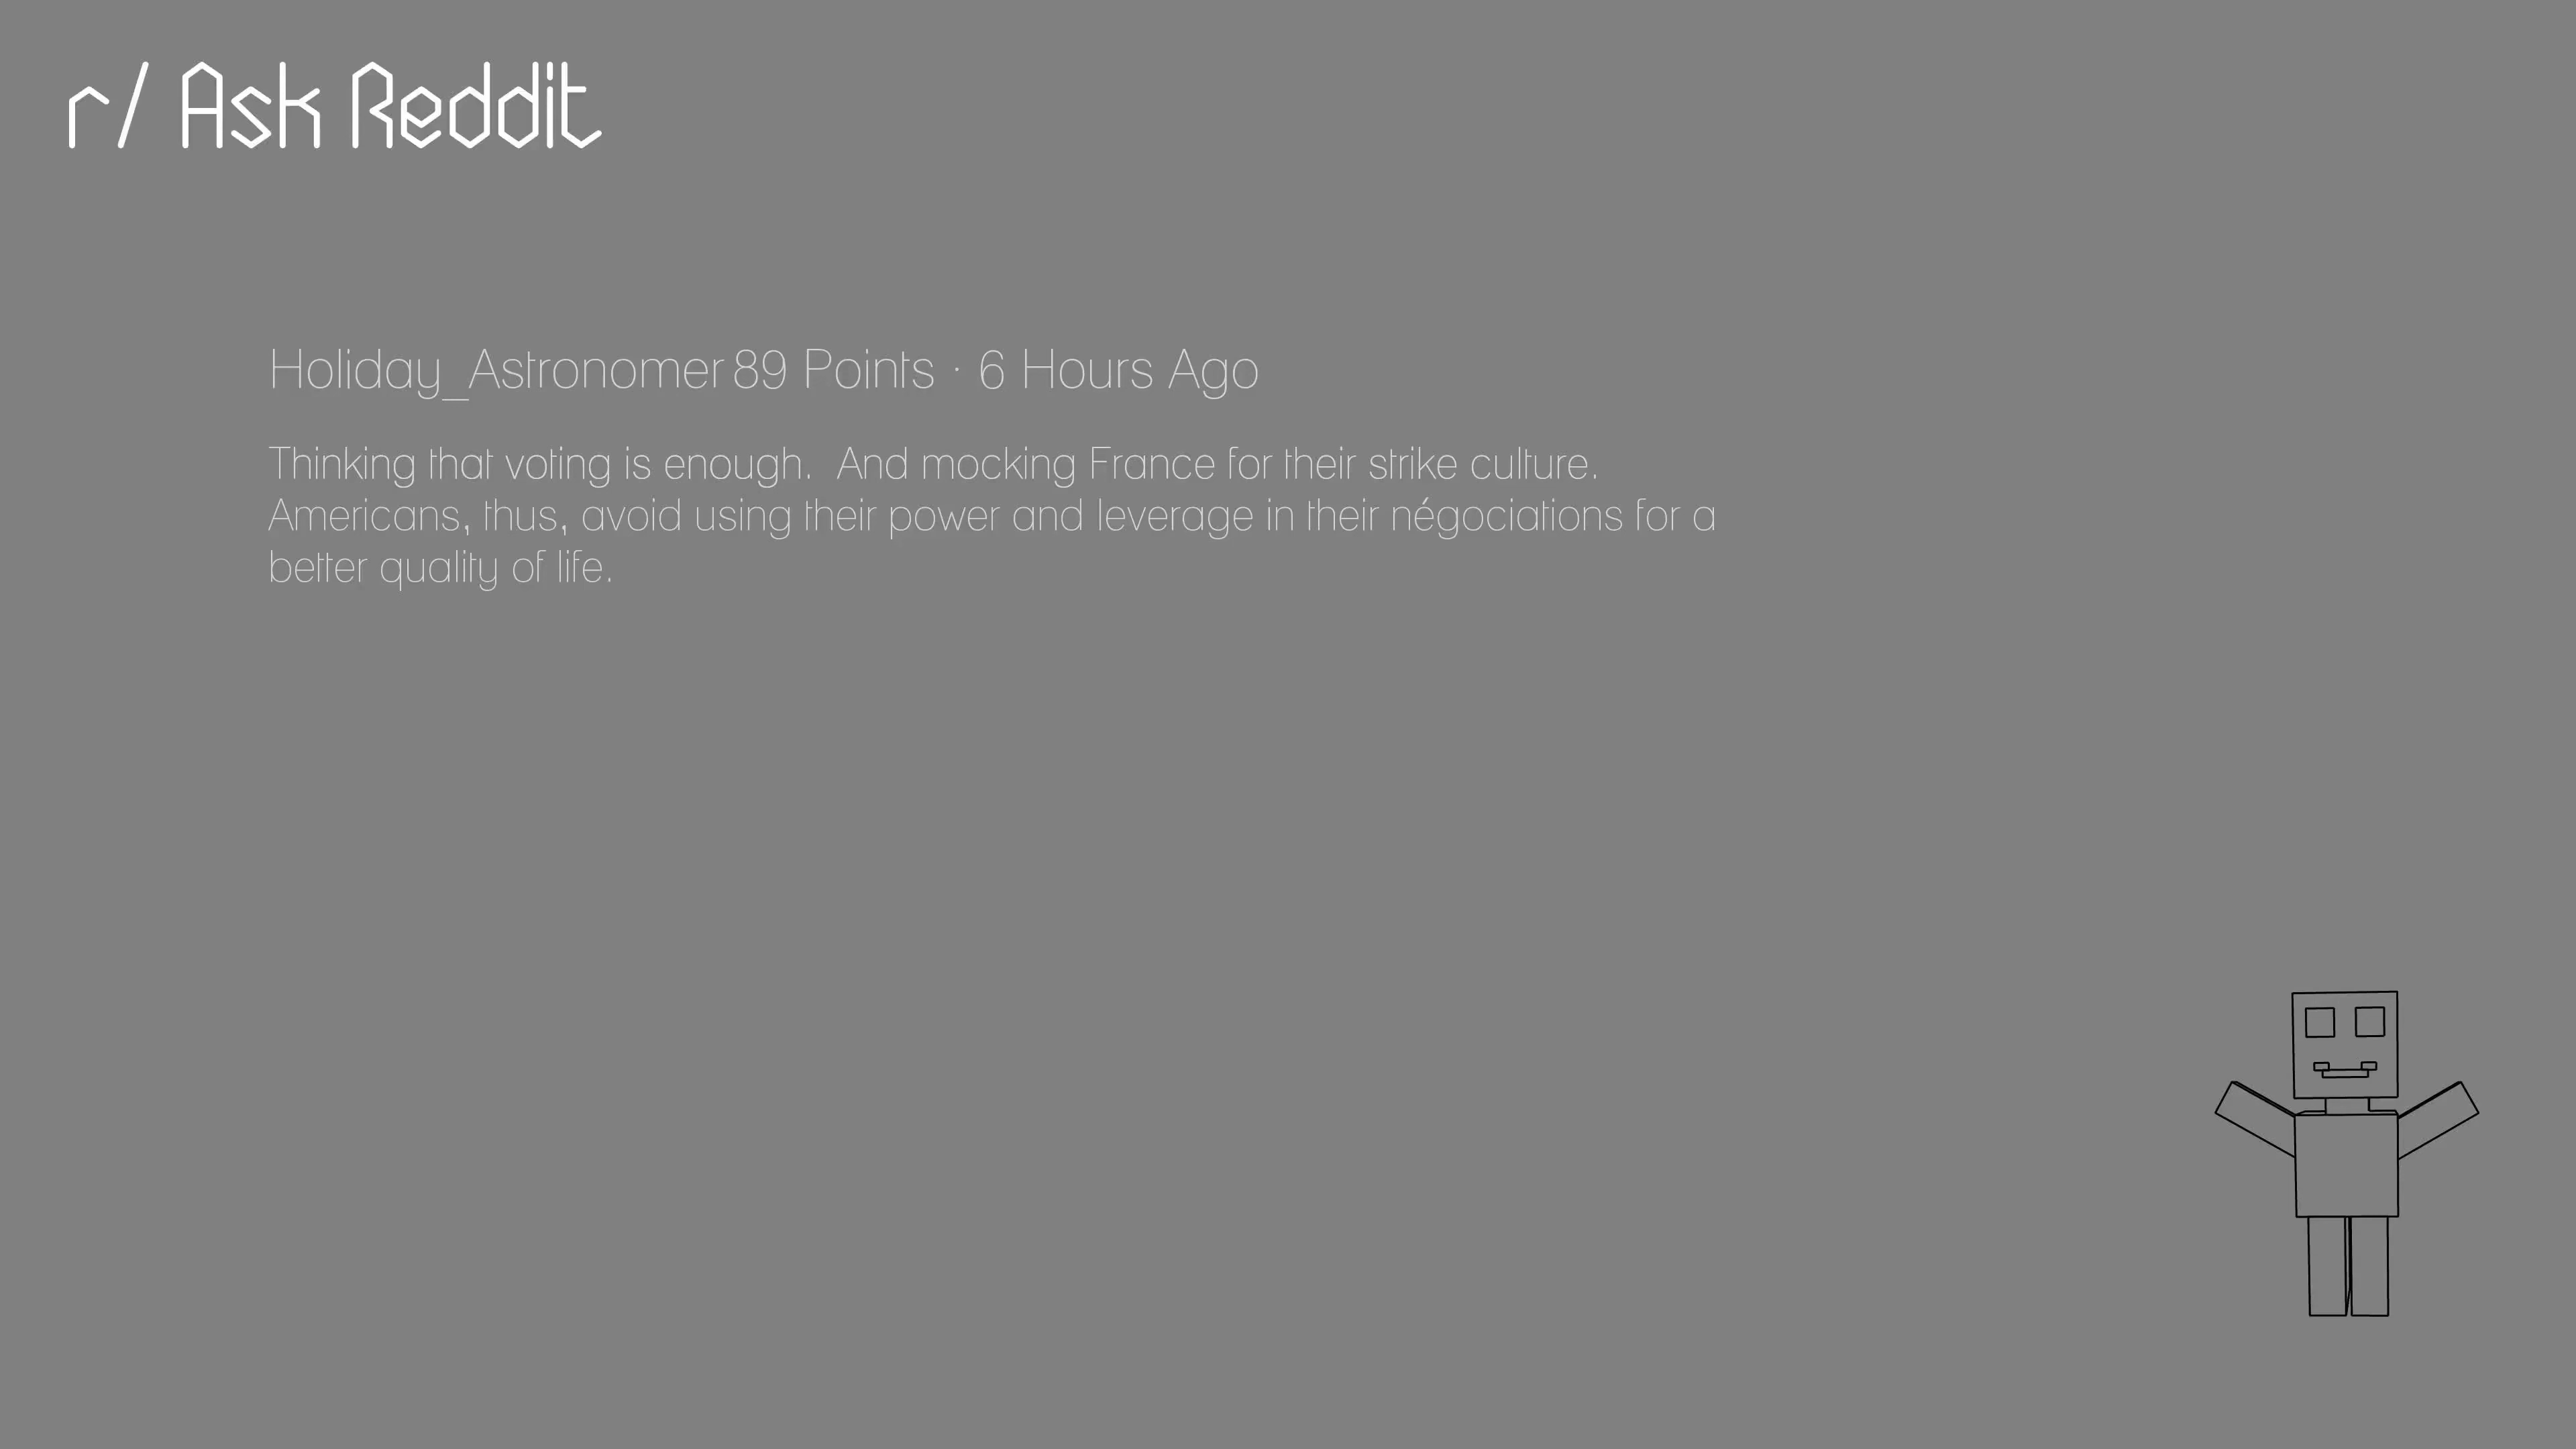 r/ Ask Reddit
Holiday_Astronomer 89 Points · 6 Hours Ago
Thinking that voting is enough.  And mocking France for their strike culture.
Americans, thus, avoid using their power and leverage in their négociations for a
better quality of life.